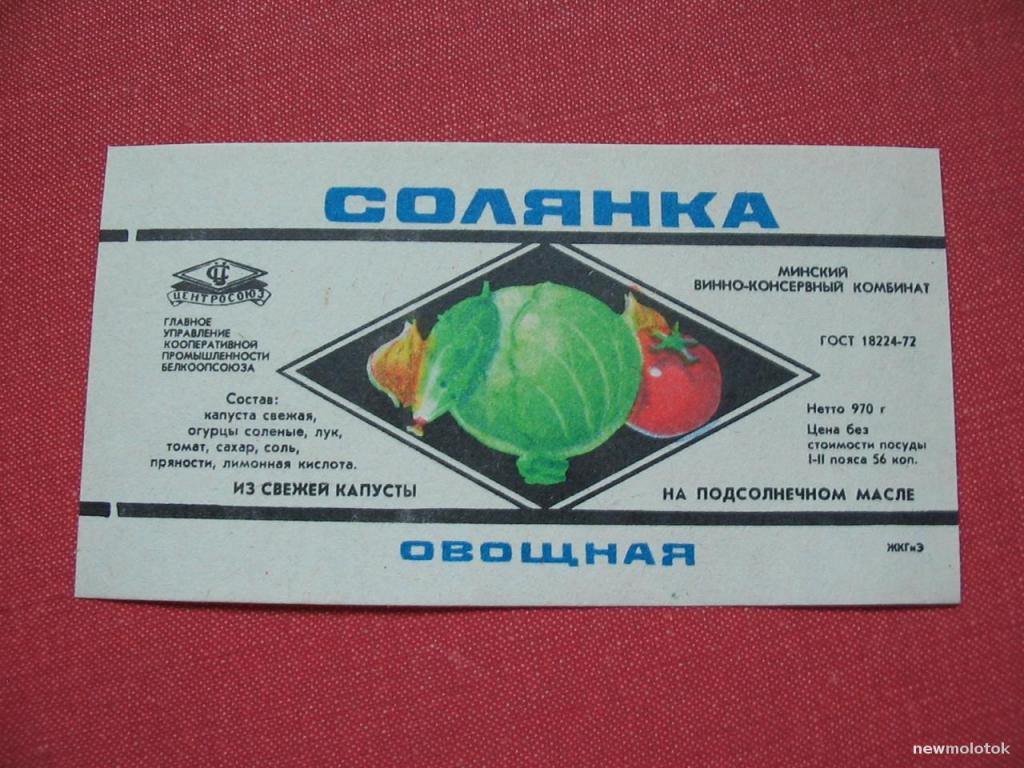 СОЛЯНКА
ЦЕНТРОСОЮЗ
ГЛАВНОЕ
УПРАВЛЕНИЕ
КООПЕРАТИВНОЙ
ПРОМЫШЛЕННОСТИ
БЕЛКООПСОЮЗА
Состав:
капуста свежая,
огурцы соленые, лук,
томат, сахар, соль,
пряности, лимонная кислота.
ИЗ СВЕЖЕЙ КАПУСТЫ
МИНСКИЙ
ВИННО-КОНСЕРВНЫЙ КОМБИНАТ
ГОСТ 18224-72
Нетто 970 г
Цена без
стоимости посуды
I-II пояса 56 коп.
НА ПОДСОЛНЕЧНОМ МАСЛЕ
ОВОЩНАЯ
ЖКГиЭ
newmolotok